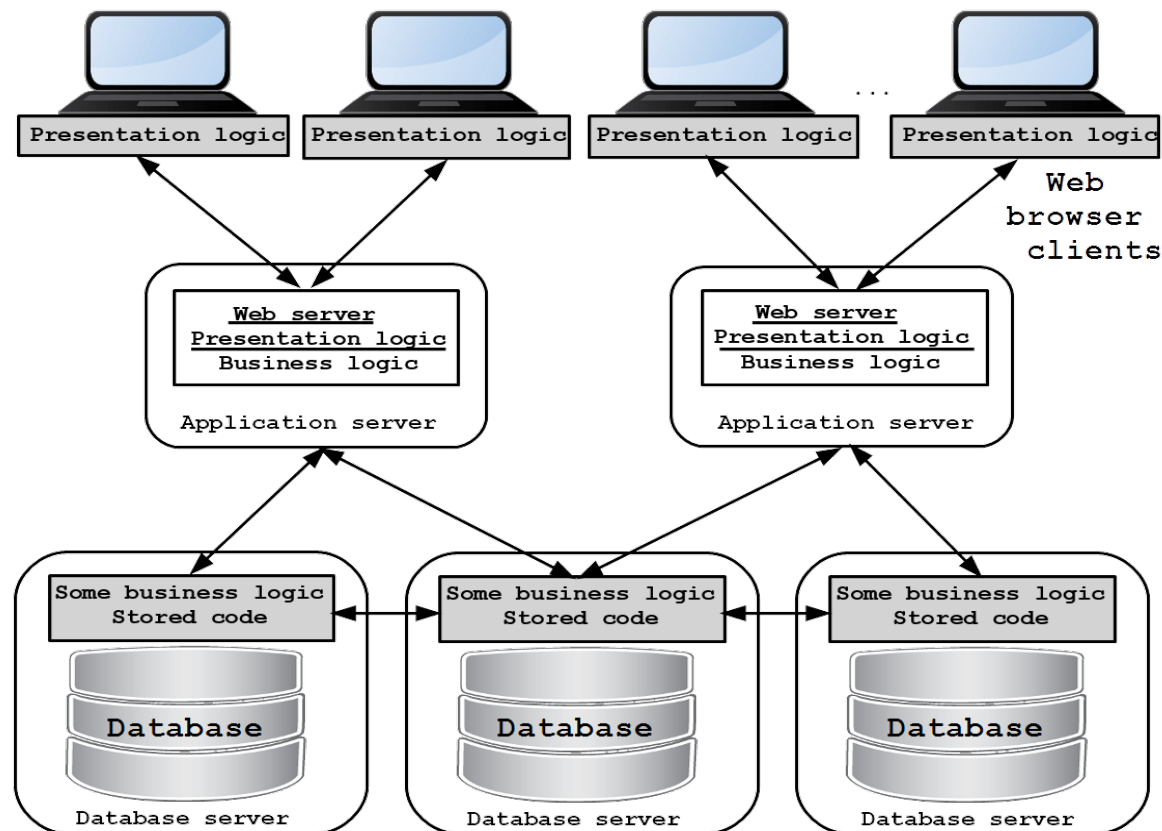 Presentation logic
Presentation logic
Presentation logic
...
Presentation logic
Web
browser
clients
Web server
Presentation logic
Business logic
Application server
Web server
Presentation logic
Business logic
Application server
Some business logic
Stored code
Database
Database server
Some business logic
Stored code
Database
Database server
Some business logic
Stored code
Database
Database server